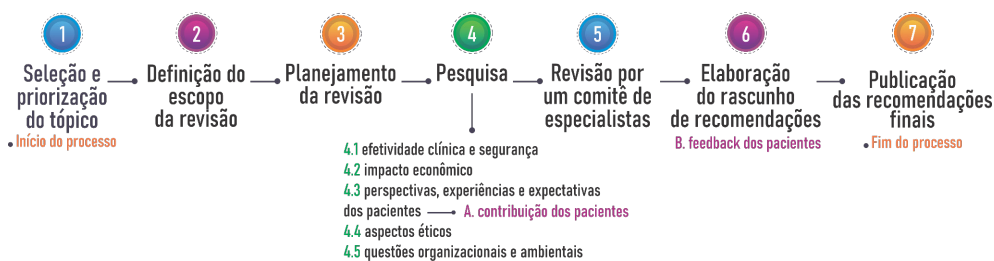 1
Seleção e
priorização
do tópico
Início do processo
2
Definição do
escopo
da revisão
3
Planejamento
da revisão
4
Pesquisa
4.1 efetividade clínica e segurança
4.2 impacto econômico
4.3 perspectivas, experiências e expectativas
dos pacientes A. contribuição dos pacientes
4.4 aspectos éticos
4.5 questões organizacionais e ambientais
5
Revisão por
um comitê de
especialistas
6
Elaboração
do rascunho
de recomendações
B. feedback dos pacientes
7
Publicação
das recomendações
finais
Fim do processo